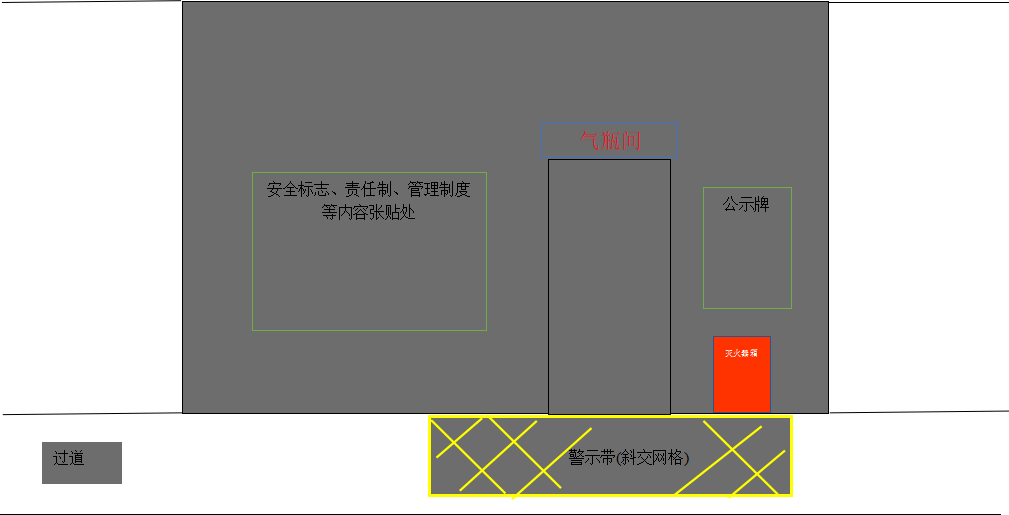 气瓶间
安全标志、责任制、管理制度
等内容张贴处
公示牌
灭火器箱
过道
警示带(斜交网格)